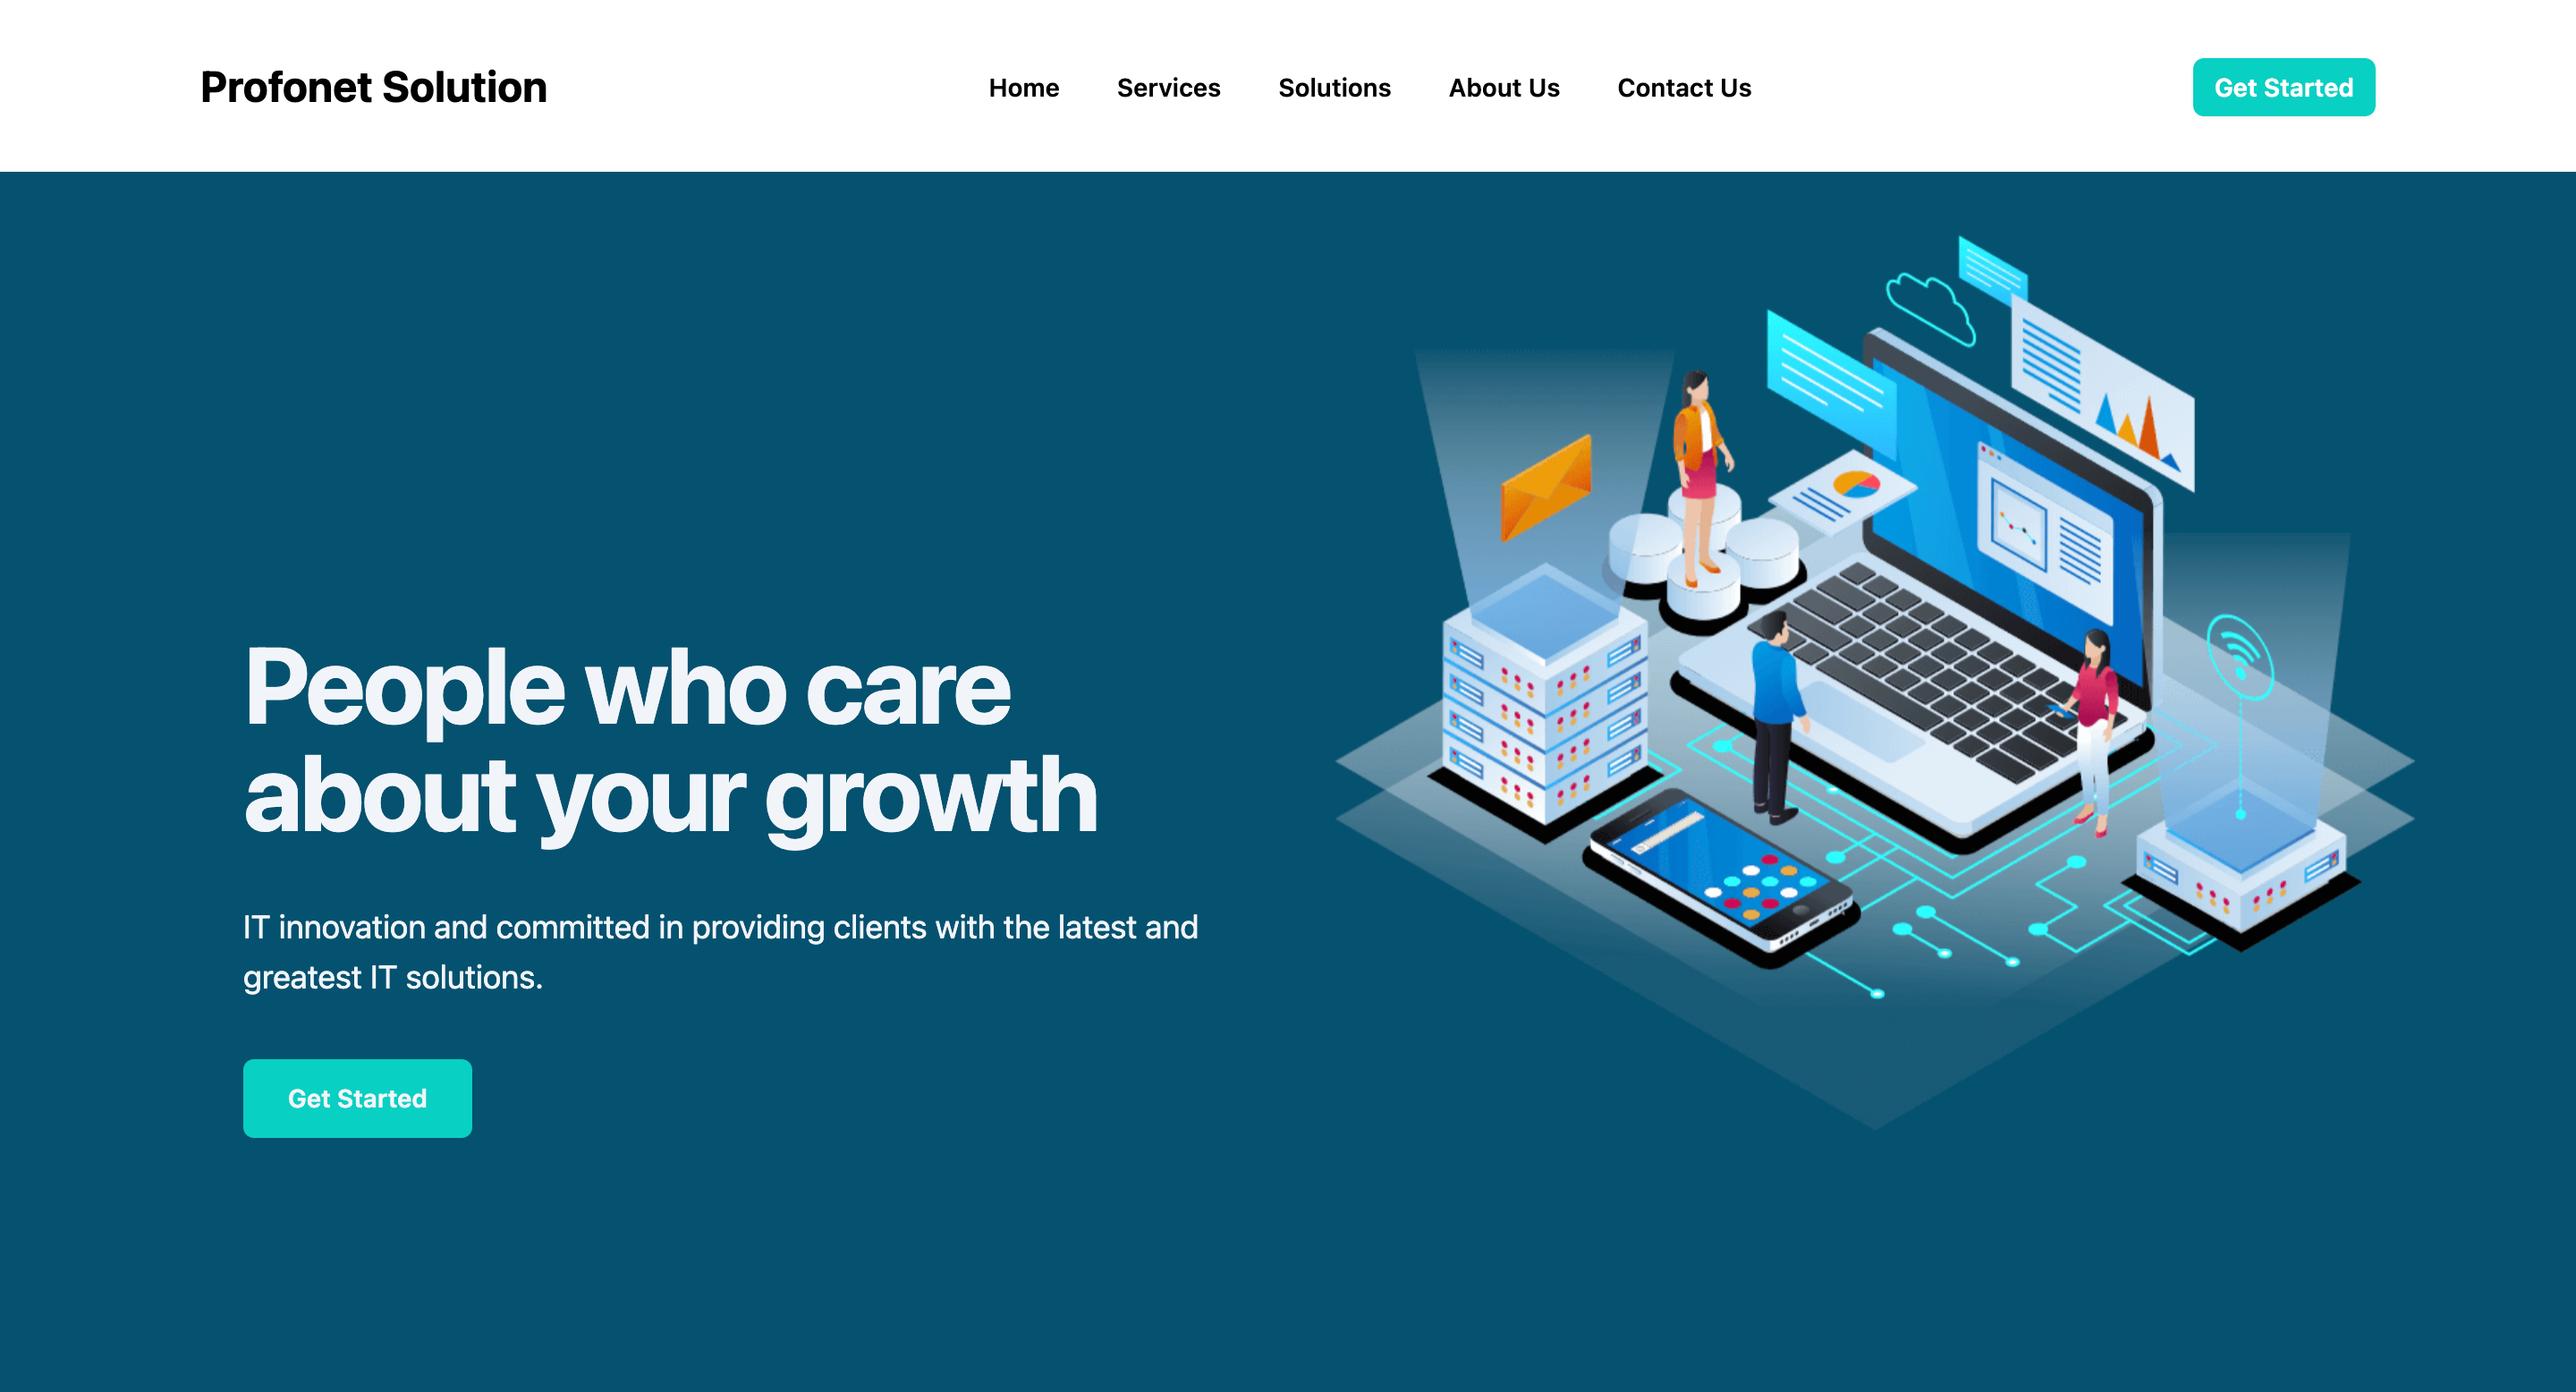 Profonet Solution
Home
Services
Solutions
About Us
Contact Us
Get Started
People who care
about your growth
IT innovation and committed in providing clients with the latest and
greatest IT solutions.
Get Started